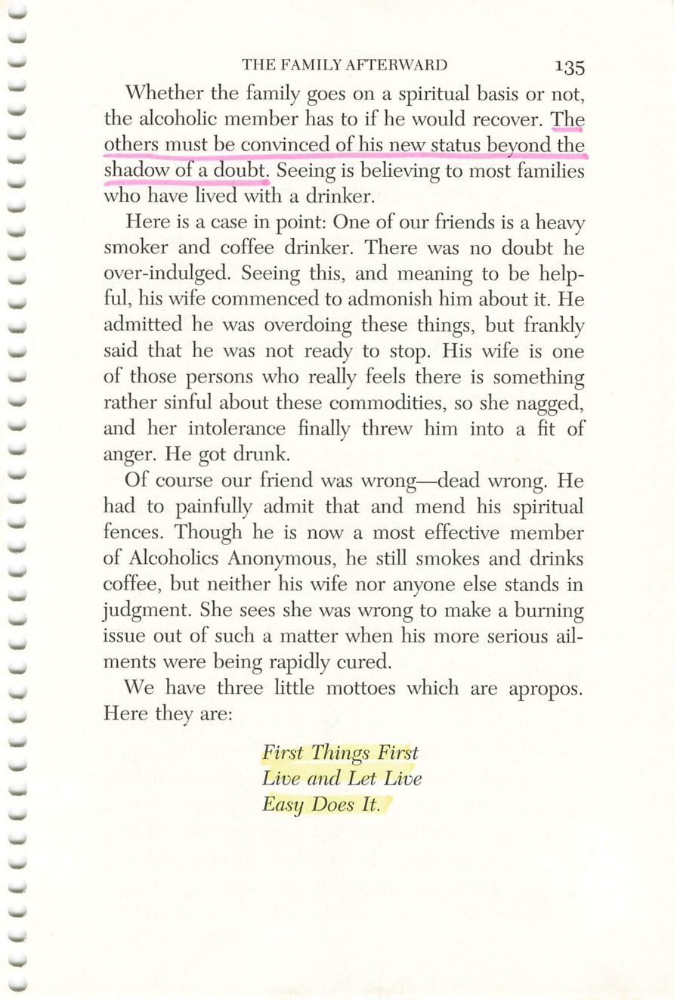 THE FAMILY AFTERWARD 135
Whether the family goes on a spiritual basis or not,
the alcoholic member has to if he would recover. The
others must be convinced of his new status beyond the
shadow of a doubt. Seeing is believing to most families
who have lived with a drinker.
Here is a case in point: One of our friends is a heavy
smoker and coffee drinker. There was no doubt he
over-indulged. Seeing this, and meaning to be help-
ful, his wife commenced to admonish him about it. He
admitted he was overdoing these things, but frankly
said that he was not ready to stop. His wife is one
of those persons who really feels there is something
rather sinful about these commodities, so she nagged,
and her intolerance finally threw him into a fit of
anger. He got drunk.
Of course our friend was wrong—dead wrong. He
had to painfully admit that and mend his spiritual
fences. Though he is now a most effective member
of Alcoholics Anonymous, he still smokes and drinks
coffee, but neither his wife nor anyone else stands in
judgment. She sees she was wrong to make a burning
issue out of such a matter when his more serious ail-
ments were being rapidly cured.
We have three little mottoes which are apropos.
Here they are:
First Things First
Live and Let Live
Easy Does It.